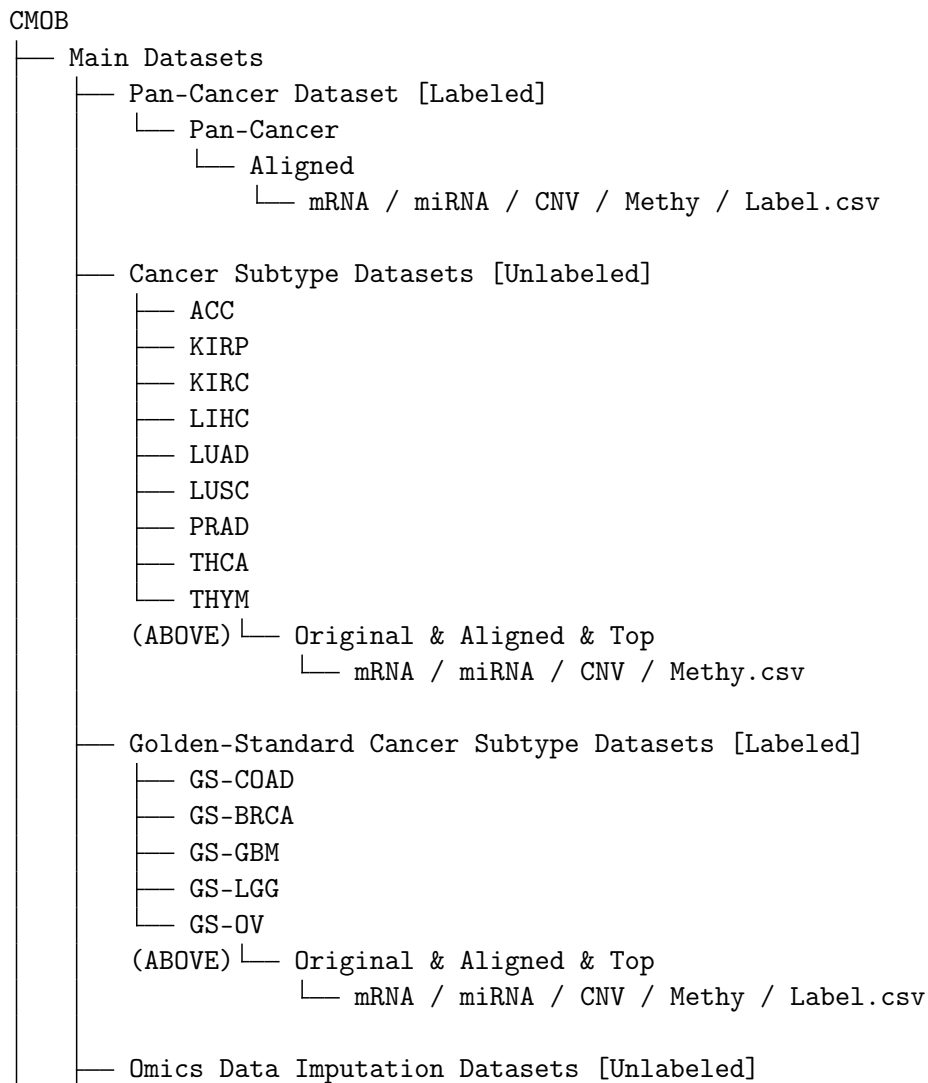 CMOB
Main Datasets
Pan-Cancer Dataset [Labeled]
Pan-Cancer
Aligned
mRNA / miRNA / CNV / Methy / Label.csv
Cancer Subtype Datasets [Unlabeled]
ACC
KIRP
KIRC
LIHC
LUAD
LUSC
PRAD
THCA
THYM
(ABOVE) Original & Aligned & Top
mRNA / miRNA / CNV / Methy.csv
Golden-Standard Cancer Subtype Datasets [Labeled]
GS-COAD
GS-BRCA
GS-GBM
GS-LGG
GS-OV
(ABOVE) Original & Aligned & Top
mRNA / miRNA / CNV / Methy / Label.csv
Omics Data Imputation Datasets [Unlabeled]